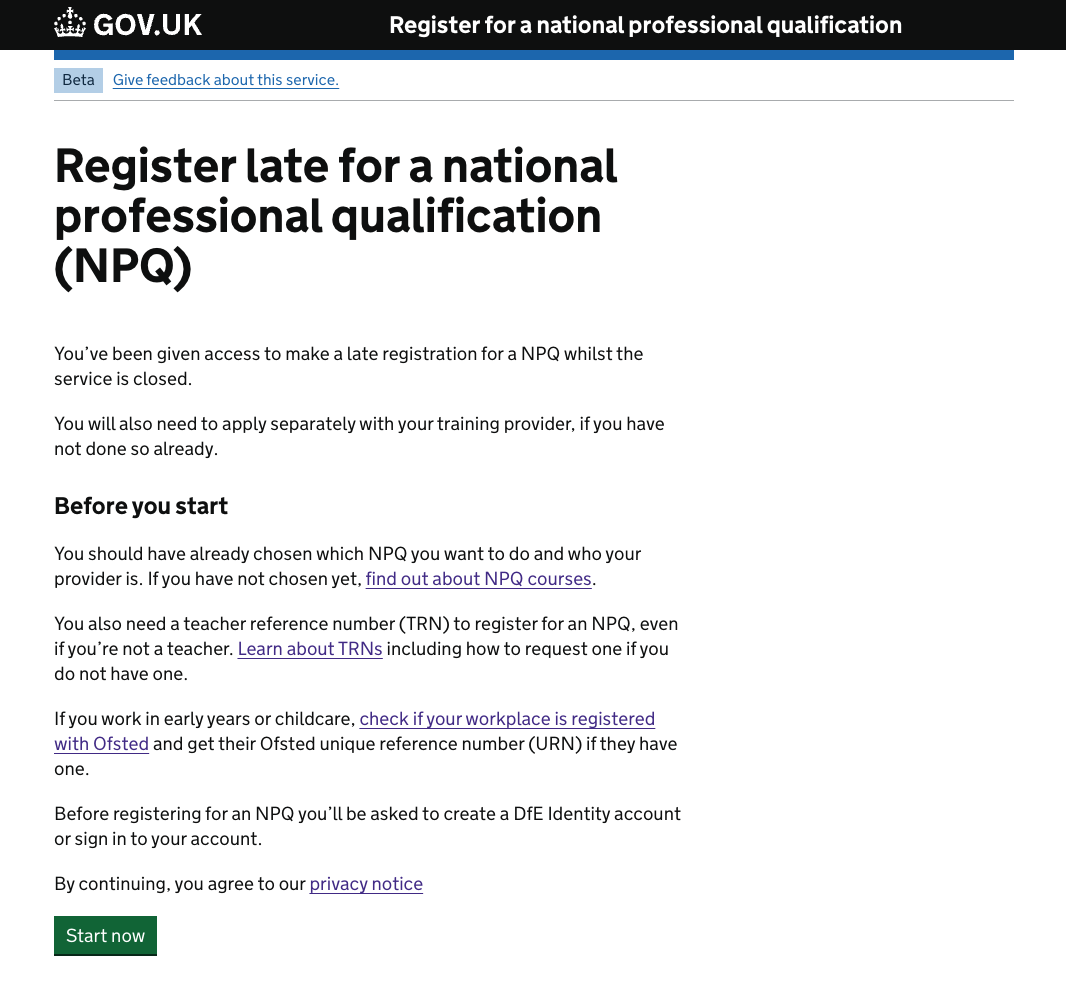 GOV.UK
Register for a national professional qualification
Beta
Give feedback about this service.
Register late for a national
professional qualification
(NPQ)
You’ve been given access to make a late registration for a NPQ whilst the
service is closed.
You will also need to apply separately with your training provider, if you have
not done so already.
Before you start
You should have already chosen which NPQ you want to do and who your
provider is. If you have not chosen yet, find out about NPQ courses.
You also need a teacher reference number (TRN) to register for an NPQ, even
if you’re not a teacher. Learn about TRNs including how to request one if you
do not have one.
If you work in early years or childcare, check if your workplace is registered
with Ofsted and get their Ofsted unique reference number (URN) if they have
one.
Before registering for an NPQ you’ll be asked to create a DfE Identity account
or sign in to your account.
By continuing, you agree to our privacy notice
Start now